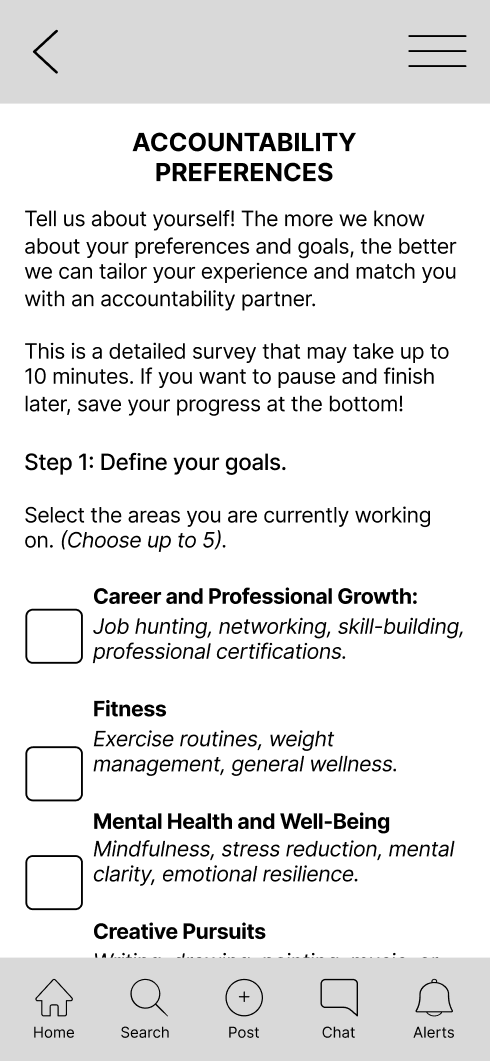 ACCOUNTABILITY
PREFERENCES
Tell us about yourself! The more we know
about your preferences and goals, the better
we can tailor your experience and match you
with an accountability partner.
This is a detailed survey that may take up to
10 minutes. If you want to pause and finish
later, save your progress at the bottom!
Step 1: Define your goals.
Select the areas you are currently working
on. (Choose up to 5).
Career and Professional Growth:
Job hunting, networking, skill-building,
professional certifications.
Fitness
Exercise routines, weight
management, general wellness.
Mental Health and Well-Being
Mindfulness, stress reduction, mental
clarity, emotional resilience.
Creative Pursuits
Writing, drawing, painting, music, or
Home
Search
Post
Chat
Alerts